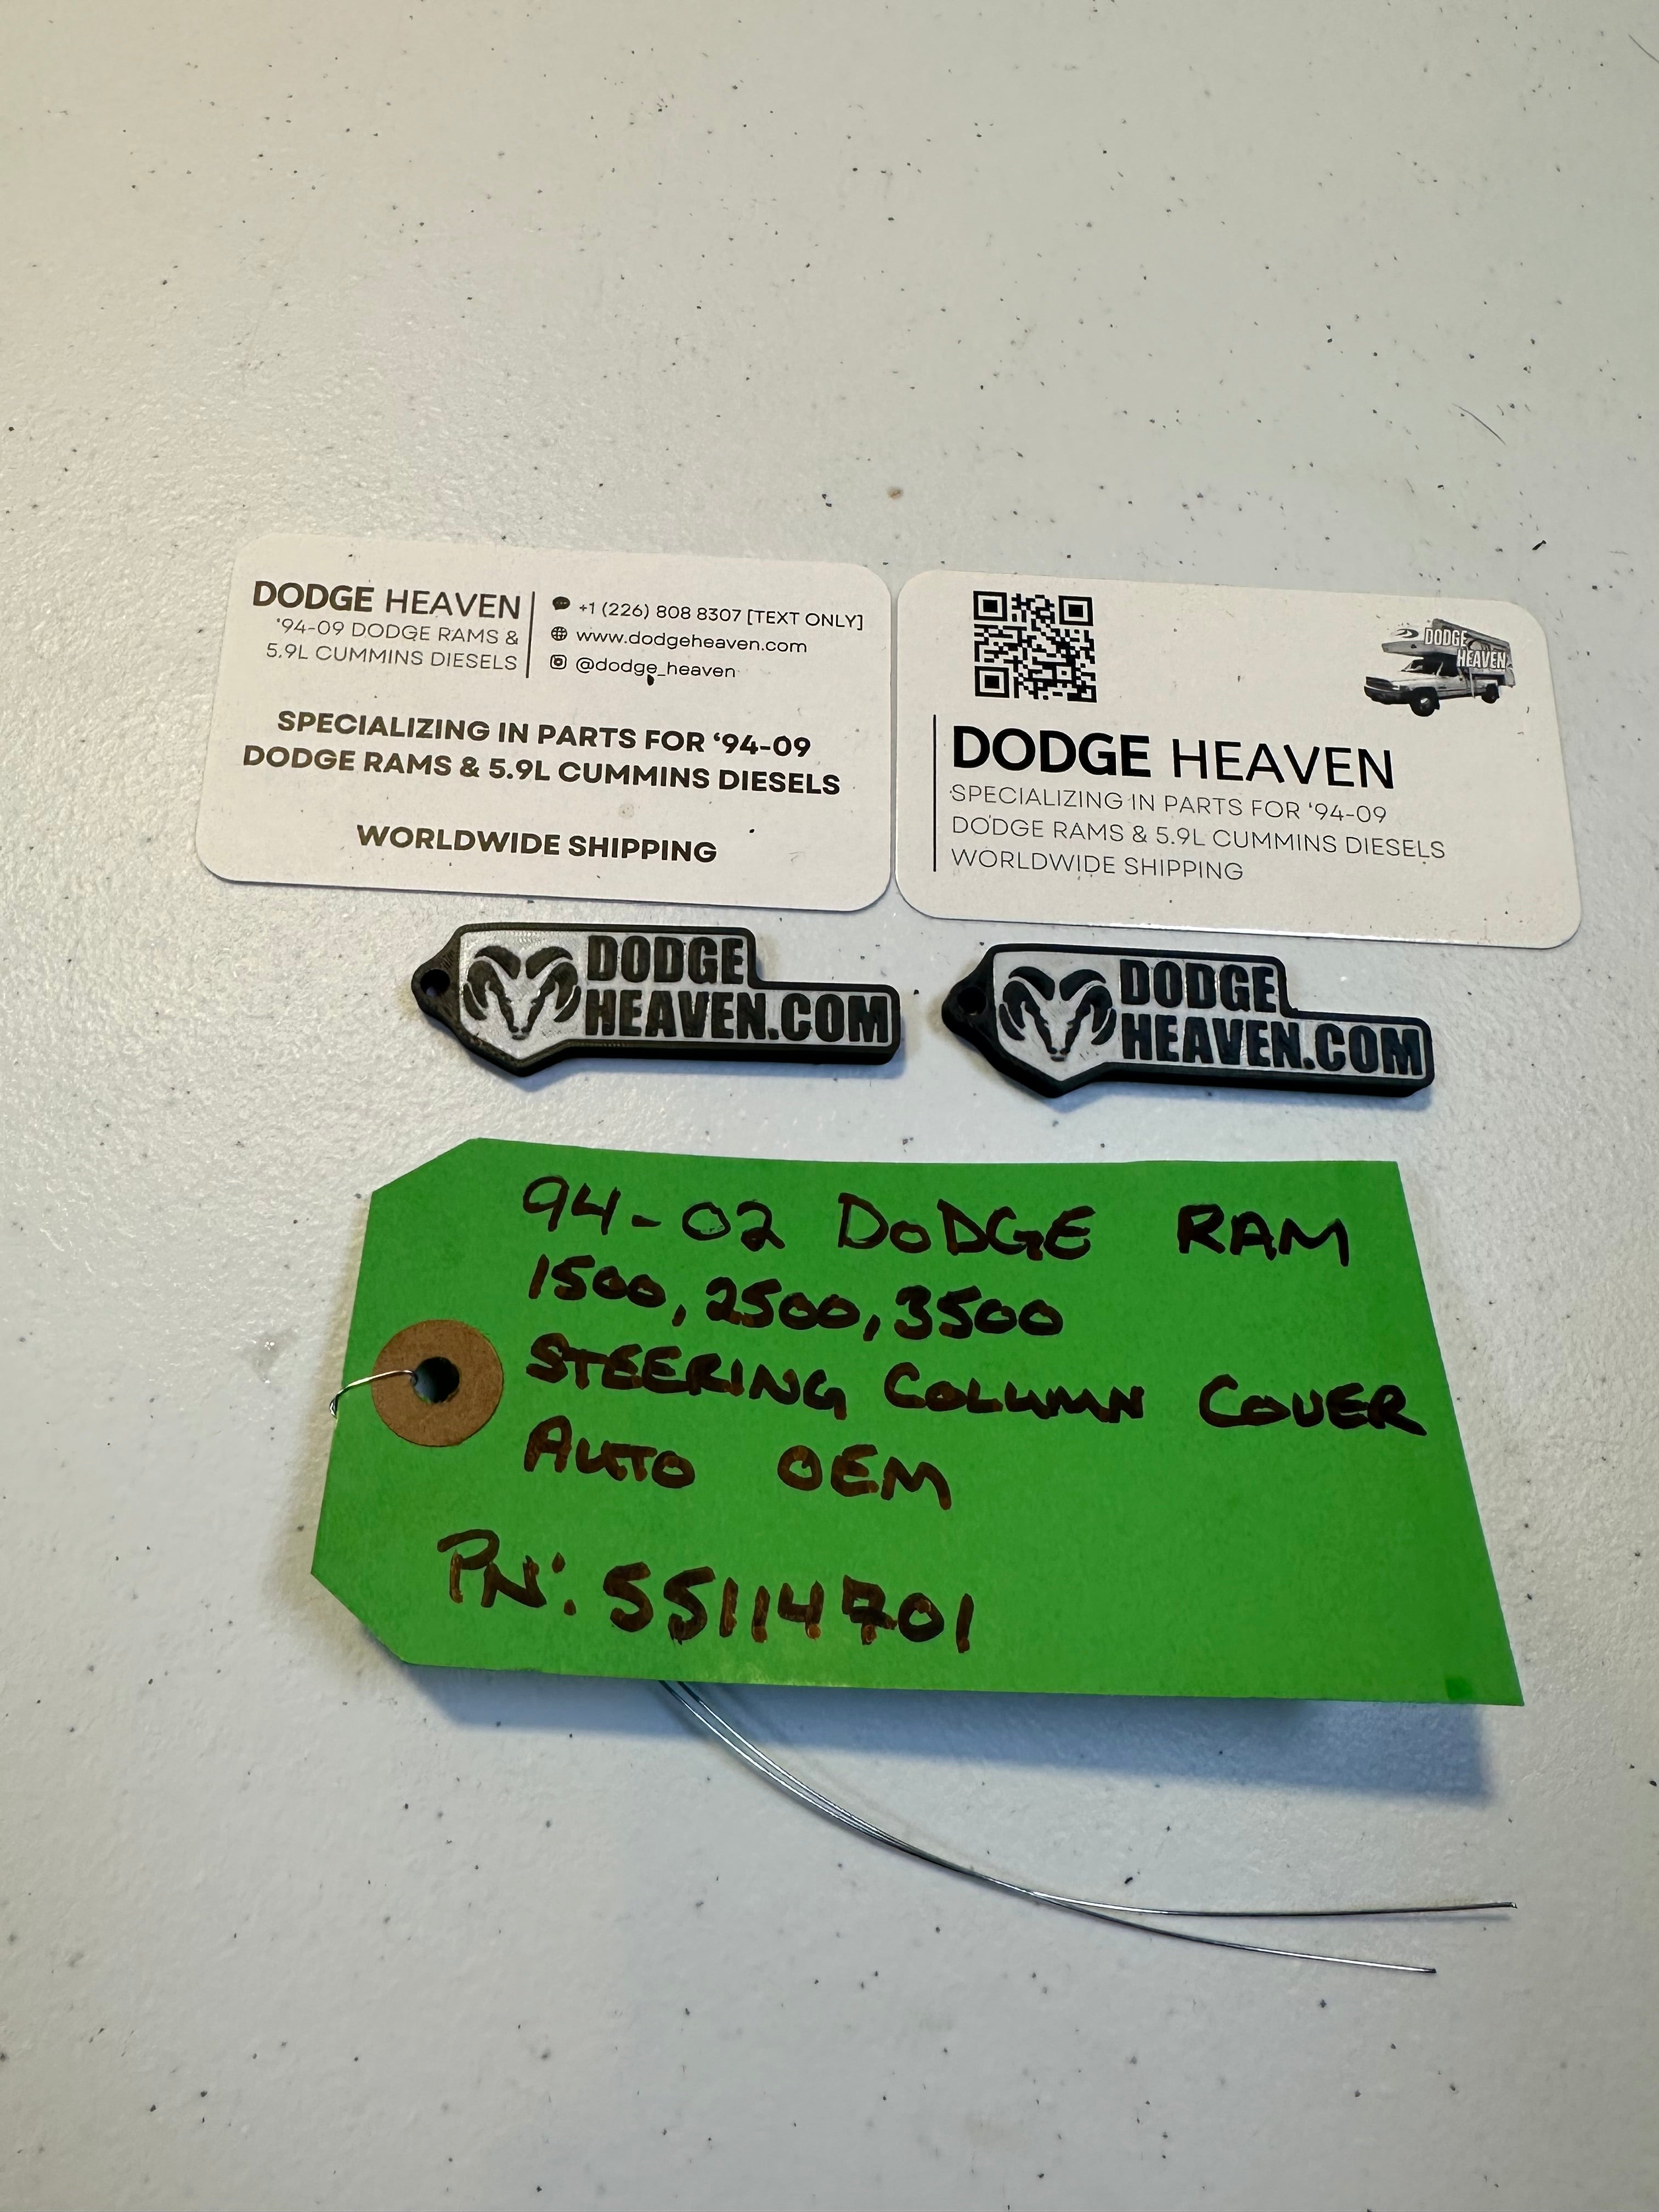 DODGE HEAVEN
'94-09 DODGE RAMS &
5.9L CUMMINS DIESELS
+1 (226) 808 8307 [TEXT ONLY]
www.dodgeheaven.com
@dodge_heaven
SPECIALIZING IN PARTS FOR '94-09
DODGE RAMS & 5.9L CUMMINS DIESELS
WORLDWIDE SHIPPING
DODGE
HEAVEN
DODGE HEAVEN
SPECIALIZING IN PARTS FOR '94-09
DODGE RAMS & 5.9L CUMMINS DIESELS
WORLDWIDE SHIPPING
DODGE
HEAVEN.COM
DODGE
HEAVEN.COM
94-02 DODGE RAM
1500, 2500, 3500
STEERING COLUMN COVER
AUTO OEM
PN: 55114701